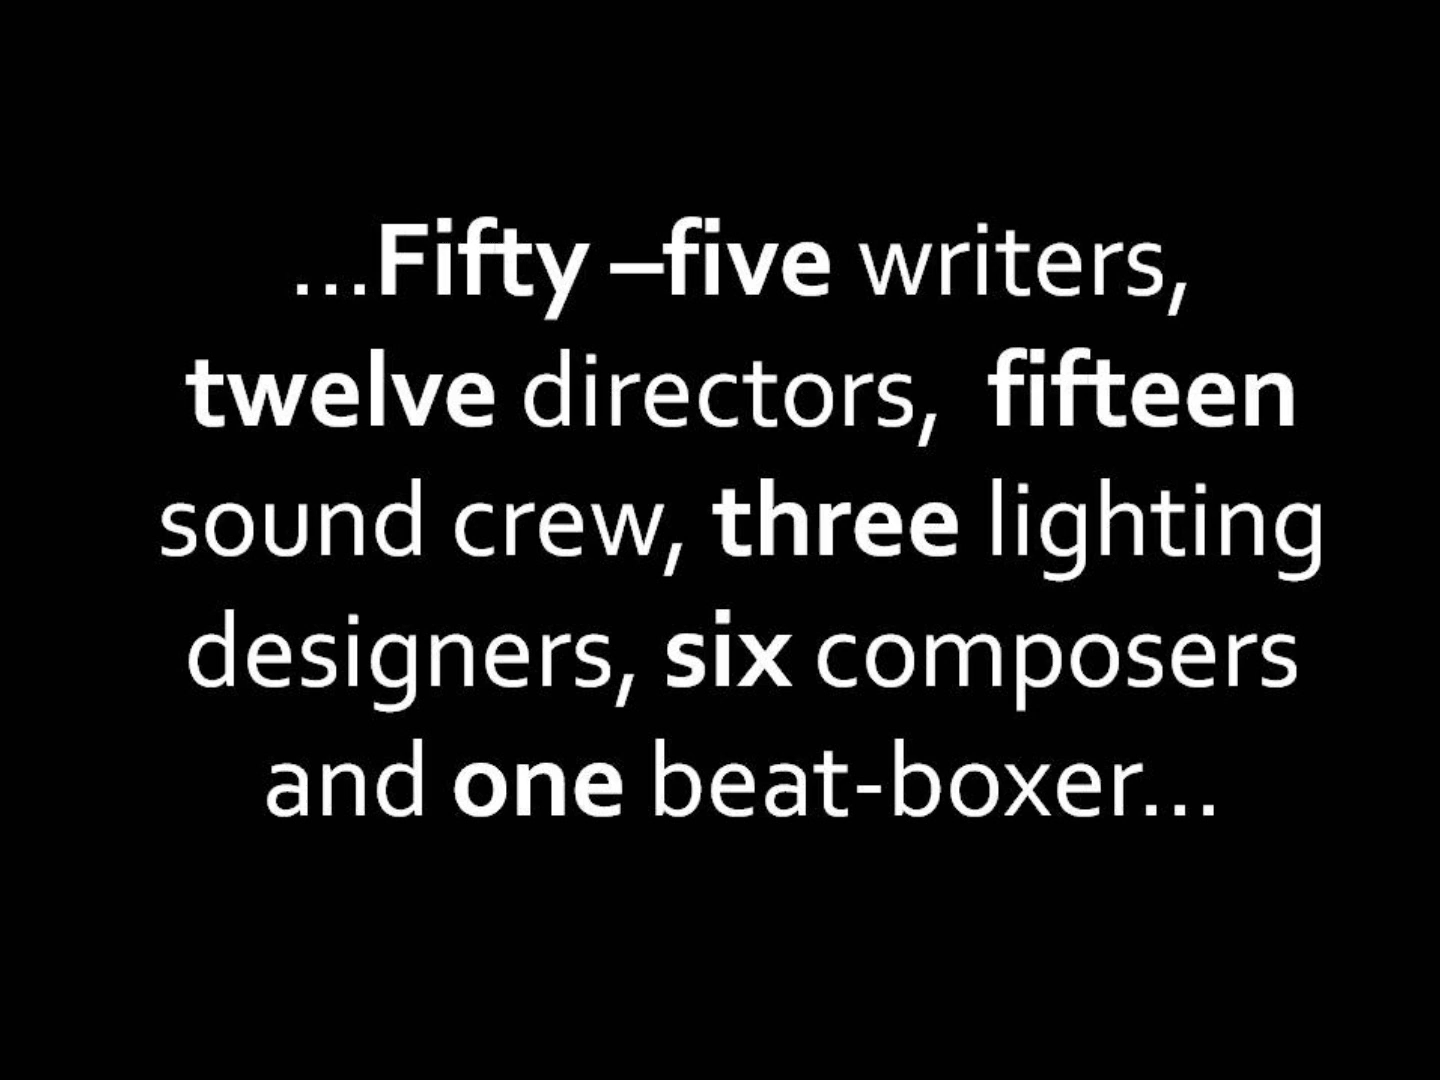 ...Fifty –five writers,
twelve directors,  fifteen
sound crew, three lighting
designers, six composers
and one beat-boxer...